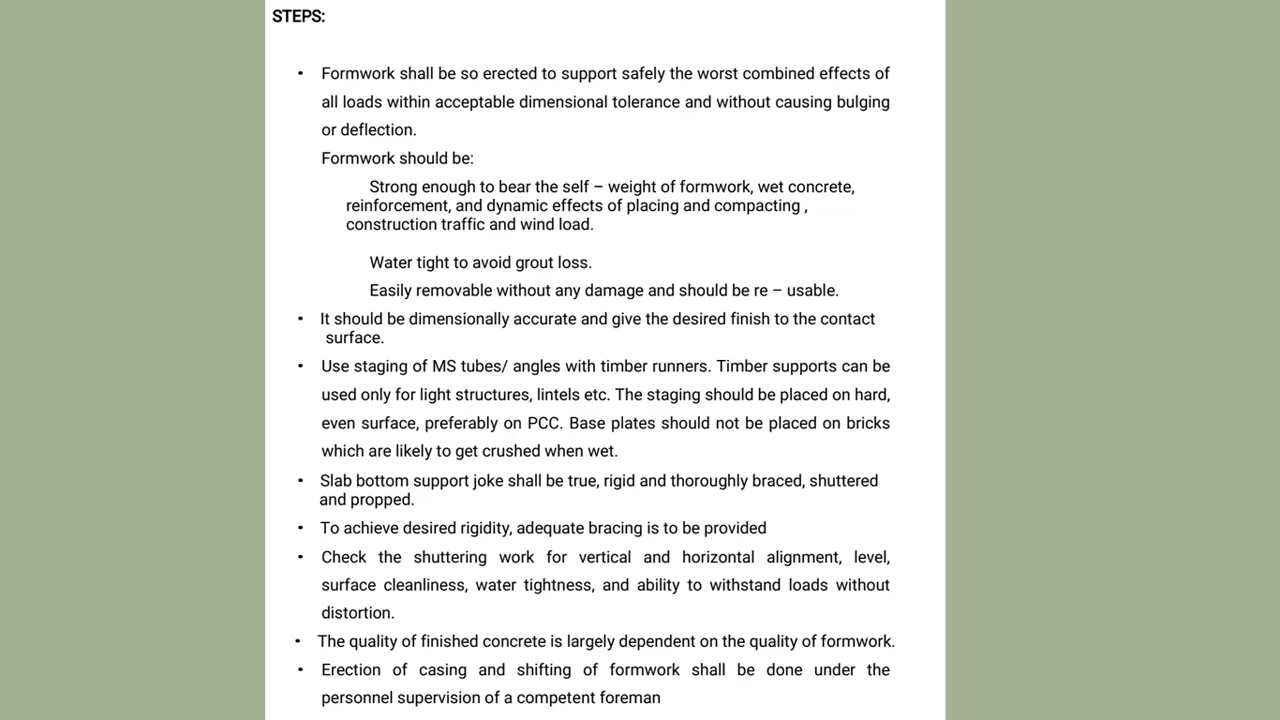 STEPS:
• Formwork shall be so erected to support safely the worst combined effects of
all loads within acceptable dimensional tolerance and without causing bulging
or deflection.
Formwork should be:
Strong enough to bear the self – weight of formwork, wet concrete,
reinforcement, and dynamic effects of placing and compacting ,
construction traffic and wind load.
Water tight to avoid grout loss.
Easily removable without any damage and should be re – usable.
• It should be dimensionally accurate and give the desired finish to the contact
surface.
• Use staging of MS tubes/ angles with timber runners. Timber supports can be
used only for light structures, lintels etc. The staging should be placed on hard,
even surface, preferably on PCC. Base plates should not be placed on bricks
which are likely to get crushed when wet.
• Slab bottom support joke shall be true, rigid and thoroughly braced, shuttered
and propped.
• To achieve desired rigidity, adequate bracing is to be provided
• Check the shuttering work for vertical and horizontal alignment, level,
surface cleanliness, water tightness, and ability to withstand loads without
distortion.
• The quality of finished concrete is largely dependent on the quality of formwork.
• Erection of casing and shifting of formwork shall be done under the
personnel supervision of a competent foreman